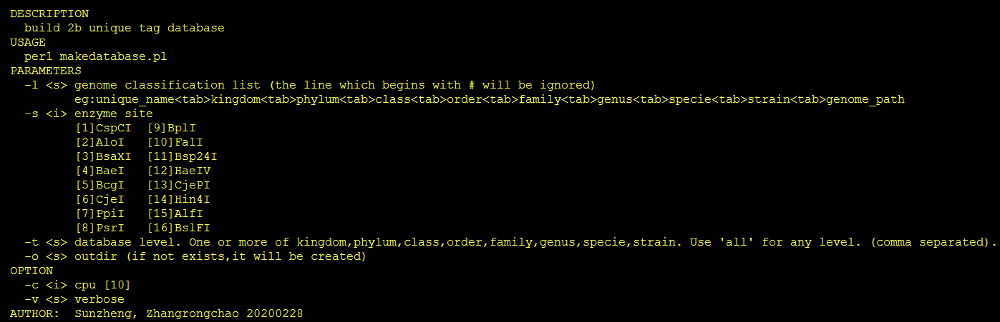 DESCRIPTION
build 2b unique tag database
USAGE
perl makedatabase.pl
PARAMETERS
-l <s> genome classification list (the line which begins with # will be ignored)
eg:unique_name<tab>kingdom<tab>phylum<tab>class<tab>order<tab>family<tab>genus<tab>specie<tab>strain<tab>genome_path
-s <i> enzyme site
[1]CspCI [9]BplI
[2]AloI [10]FalI
[3]BsaXI [11]Bsp24I
[4]BaeI [12]HaeIV
[5]BcgI [13]CjePI
[6]CjeI [14]Hin4I
[7]PpiI [15]AlfI
[8]PsrI [16]BslFI
-t <s> database level. One or more of kingdom,phylum,class,order,family,genus,specie,strain. Use 'all' for any level. (comma separated).
-o <s> outdir (if not exists,it will be created)
OPTION
-c <i> cpu [10]
-v <s> verbose
AUTHOR: Sunzheng, Zhangrongchao 20200228